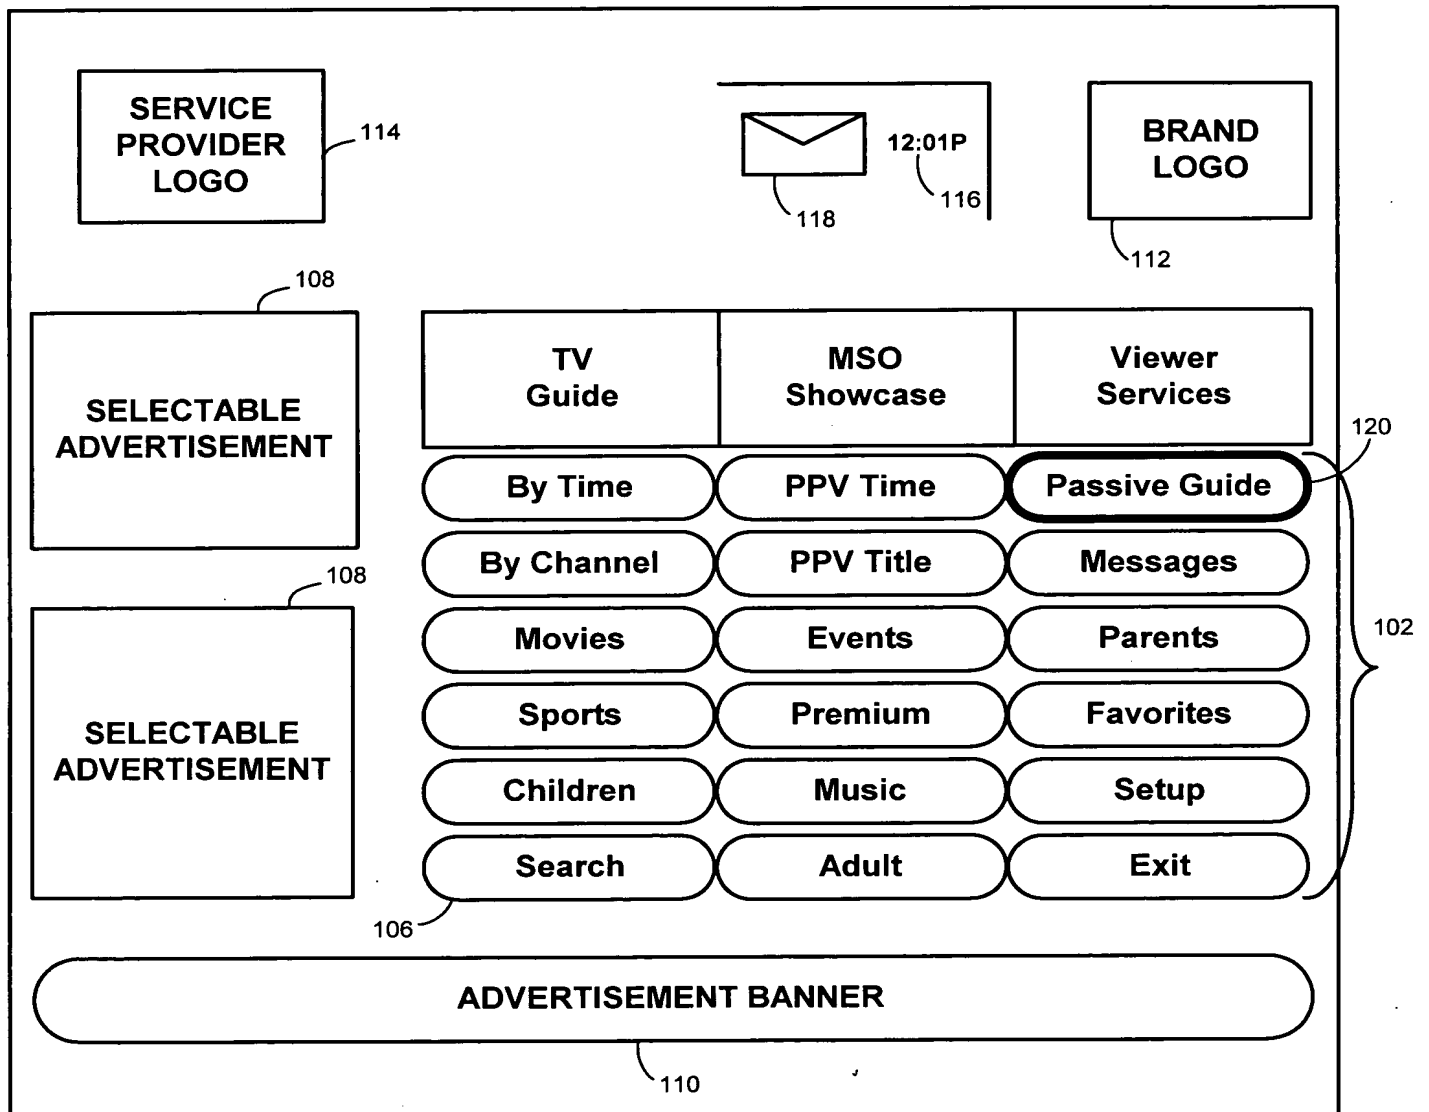 SERVICE
PROVIDER
LOGO
114
12:01P
116
118
BRAND
LOGO
112
108
SELECTABLE
ADVERTISEMENT
108
SELECTABLE
ADVERTISEMENT
TV
Guide
MSO
Showcase
Viewer
Services
120
By Time
PPV Time
Passive Guide
By Channel
PPV Title
Messages
Movies
Events
Parents
102
Sports
Premium
Favorites
Children
Music
Setup
Search
Adult
Exit
106
ADVERTISEMENT BANNER
110